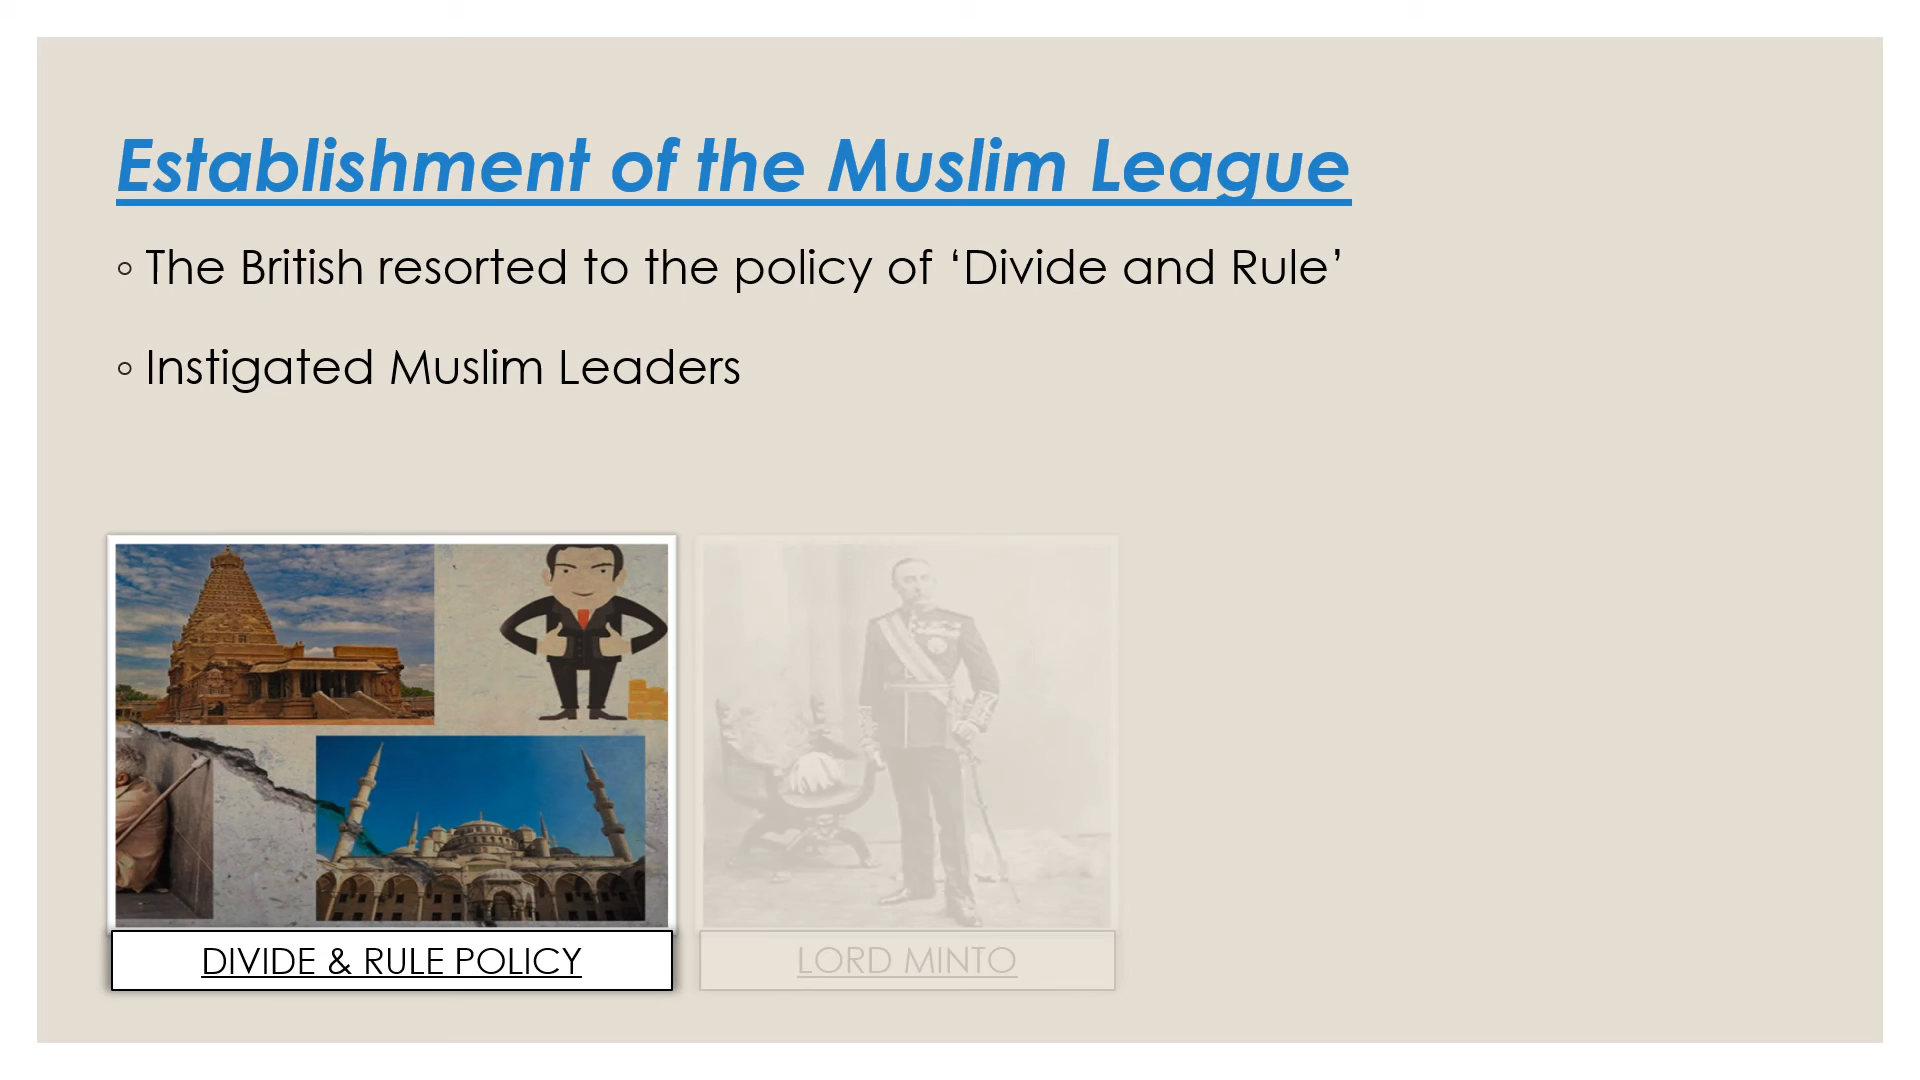 Establishment of the Muslim League
◦ The British resorted to the policy of ‘Divide and Rule’
◦ Instigated Muslim Leaders
DIVIDE & RULE POLICY
LORD MINTO